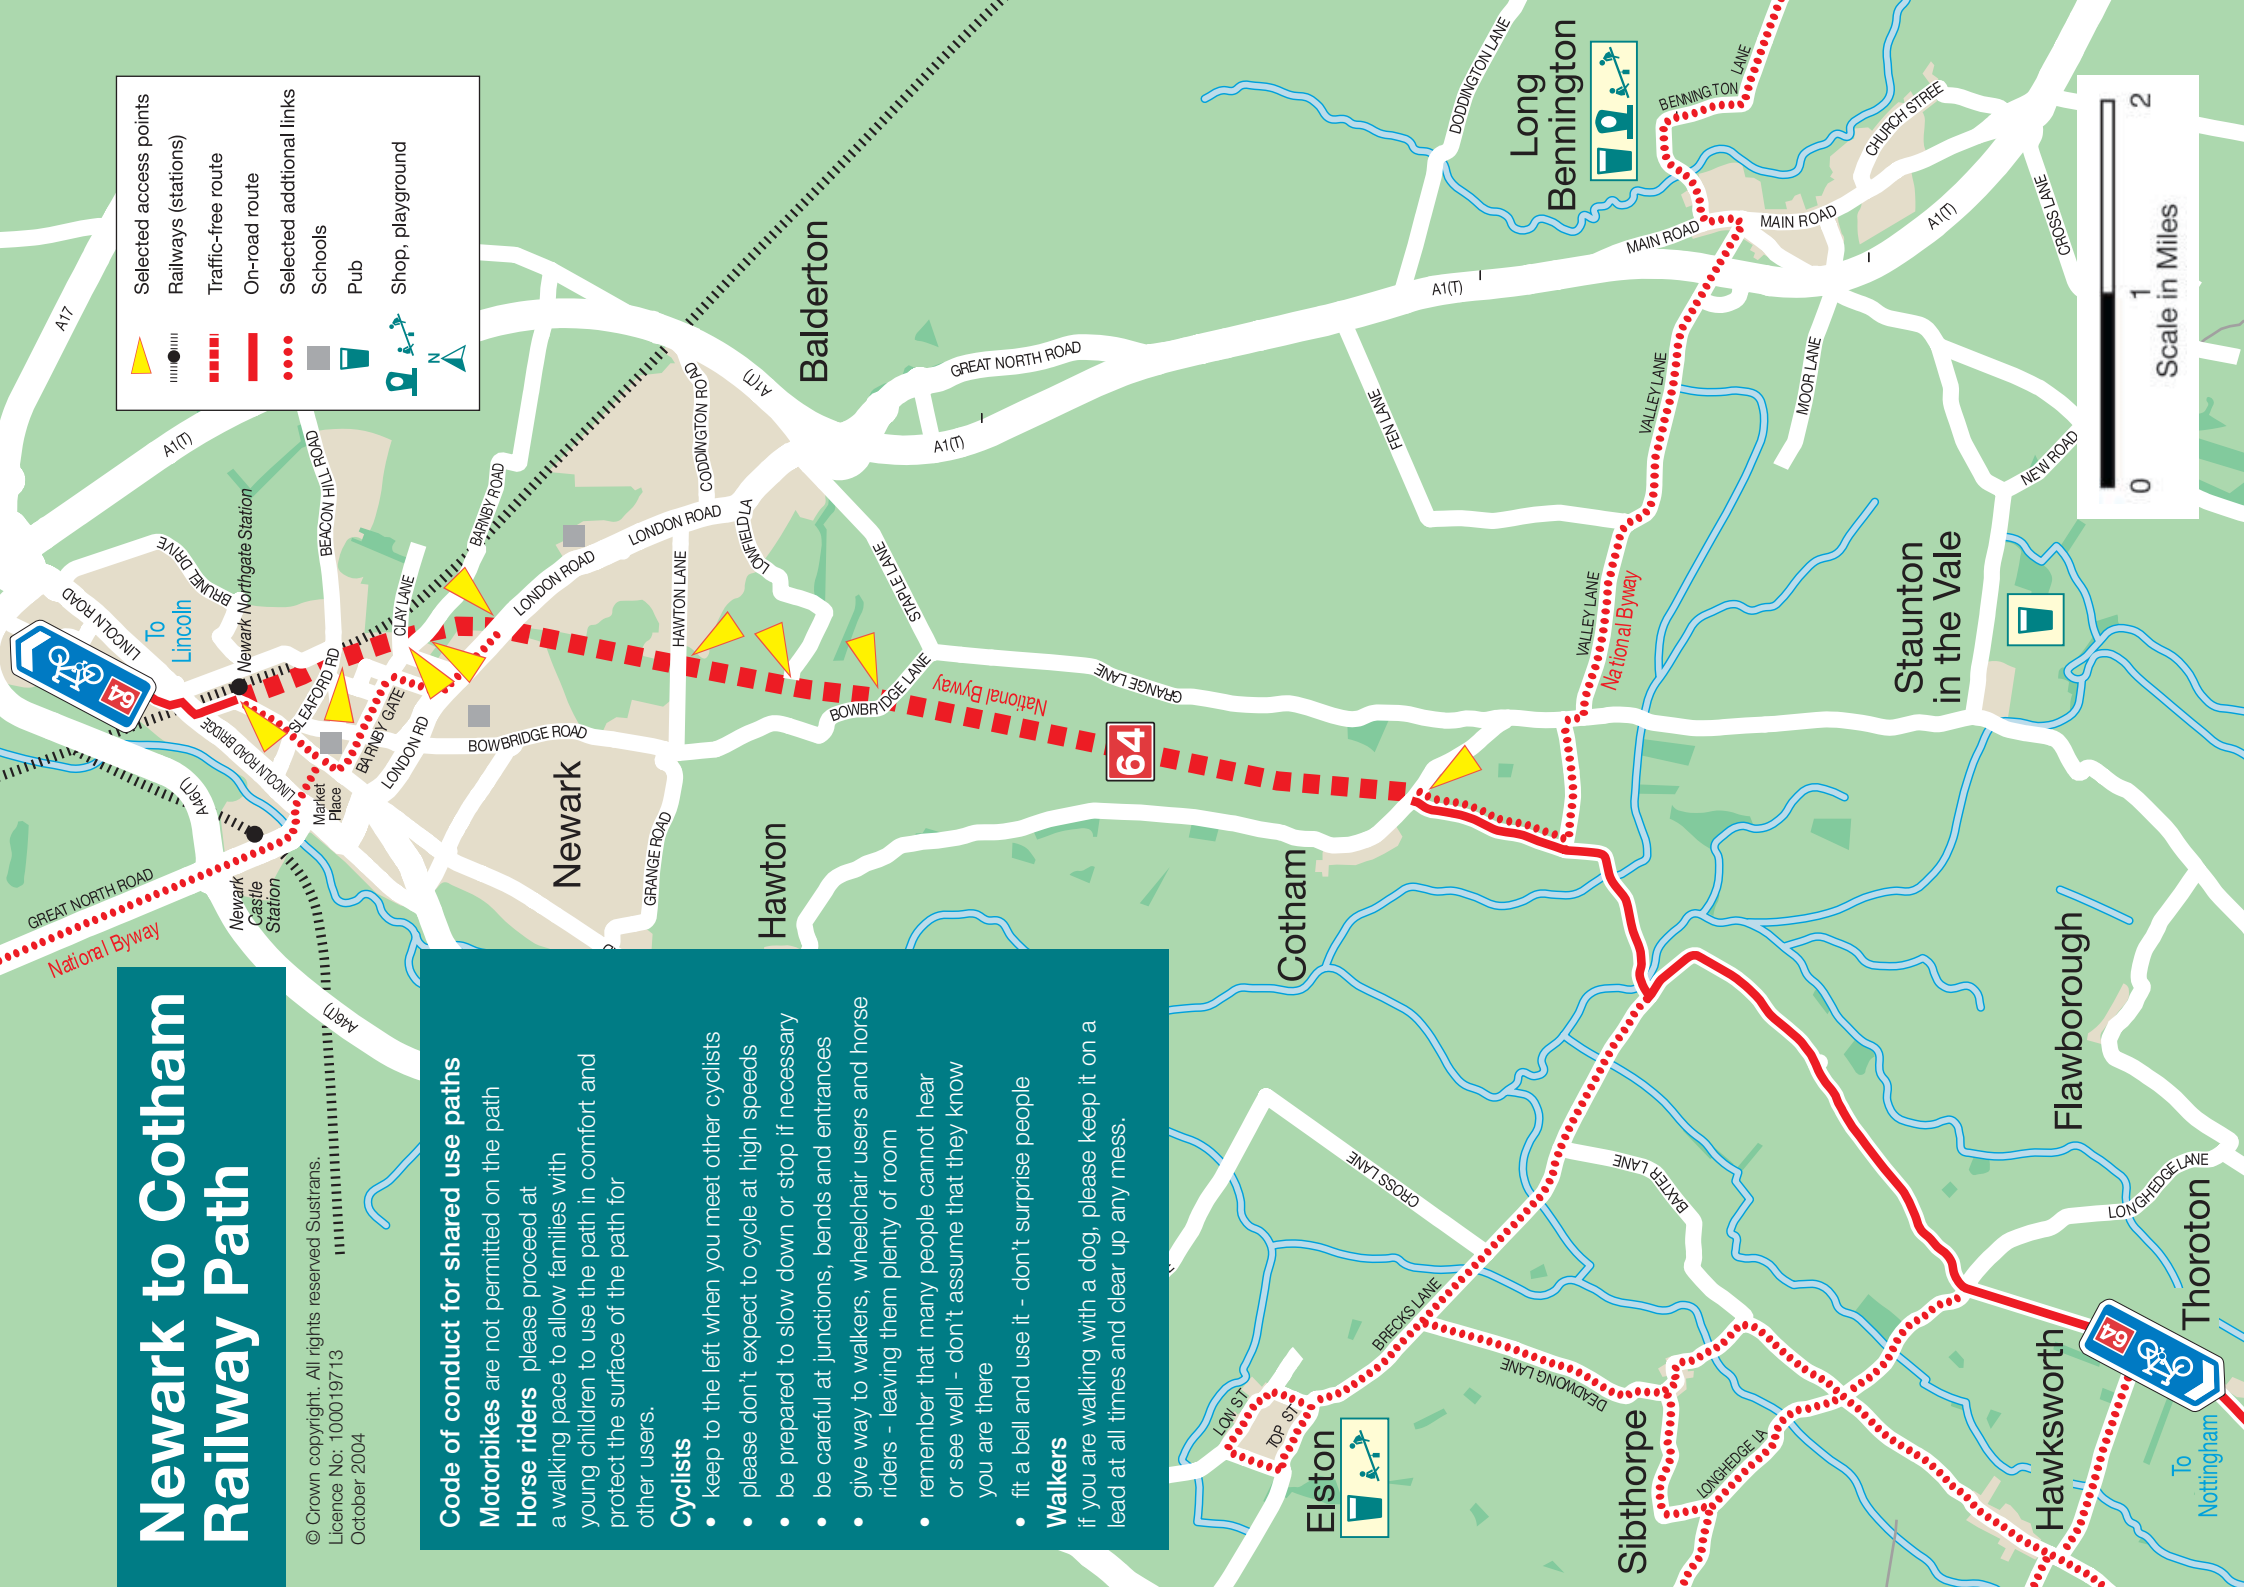 Newark to Cotham
Railway Path
© Crown copyright. All rights reserved Sustrans.
Licence No: 100019713
October 2004
Code of conduct for shared use paths
Motorbikes are not permitted on the path
Horse riders please proceed at
a walking pace to allow families with
young children to use the path in comfort and
protect the surface of the path for
other users.
Cyclists
• keep to the left when you meet other cyclists
• please don't expect to cycle at high speeds
• be prepared to slow down or stop if necessary
• be careful at junctions, bends and entrances
• give way to walkers, wheelchair users and horse
riders - leaving them plenty of room
• remember that many people cannot hear
or see well - don't assume that they know
you are there
• fit a bell and use it - don't surprise people
Walkers
if you are walking with a dog, please keep it on a
lead at all times and clear up any mess.
Selected access points
Railways (stations)
Traffic-free route
On-road route
Selected addtional links
Schools
Pub
Shop, playground
N
A17
A1(T)
LINCOLN ROAD
BRUNEL DRIVE
To
Lincoln
64
Newark Northgate Station
BEACON HILL ROAD
SLEAFORD RD
LINCOLN ROAD BRIDGE
A46(T)
GREAT NORTH ROAD
National Byway
Newark
Castle
Station
A46(T)
Market
Place
BARNBY GATE
LONDON RD
CLAY LANE
BARNBY ROAD
LONDON ROAD
LONDON ROAD
BOWBRIDGE ROAD
Newark
HAWTON LANE
CODDINGTON ROAD
LOWFIELD LA
A1(T)
Balderton
GRANGE ROAD
Hawton
BOWBRIDGE LANE
STAPLE LANE
National Byway
GRANGE LANE
A1(T)
GREAT NORTH ROAD
64
Cotham
FEN LANE
A1(T)
DODDINGTON LANE
Long
Bennington
BENNINGTON LANE
MAIN ROAD
MAIN ROAD
CHURCH STREE
A1(T)
CROSS LANE
VALLEY LANE
VALLEY LANE
National Byway
MOOR LANE
NEW ROAD
Staunton
in the Vale
Flawborough
CROSS LANE
BAXTER LANE
BRECKS LANE
LON ST
TOP ST
Elston
DEADWONG LANE
Sibthorpe
LONGHEDGE LA
LONGHEDGE LANE
Thoroton
Hawksworth
64
To
Nottingham
0 1 2
Scale in Miles